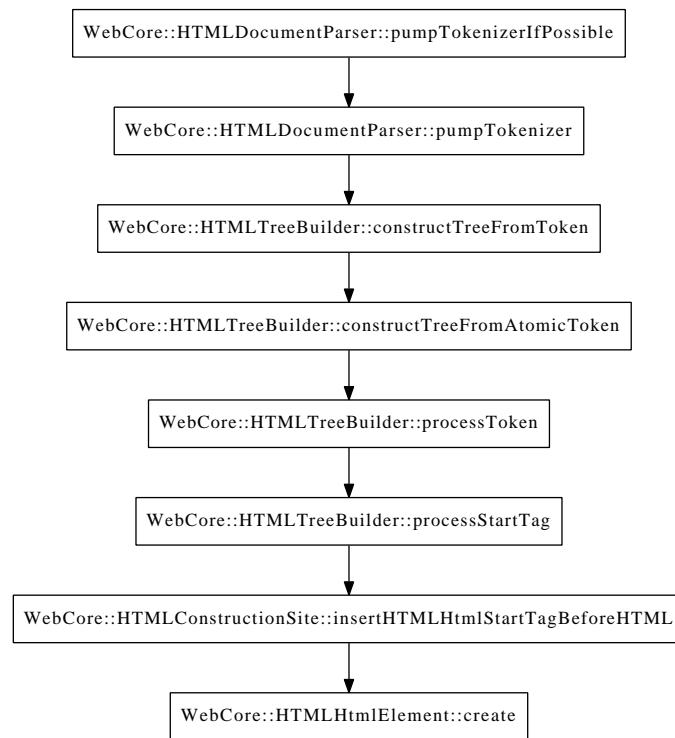 WebCore::HTMLDocumentParser::pumpTokenizerIfPossible
WebCore::HTMLDocumentParser::pumpTokenizer
WebCore::HTMLTreeBuilder::constructTreeFromToken
WebCore::HTMLTreeBuilder::constructTreeFromAtomicToken
WebCore::HTMLTreeBuilder::processToken
WebCore::HTMLTreeBuilder::processStartTag
WebCore::HTMLConstructionSite::insertHTMLHtmlStartTagBeforeHTML
WebCore::HTMLHtmlElement::create